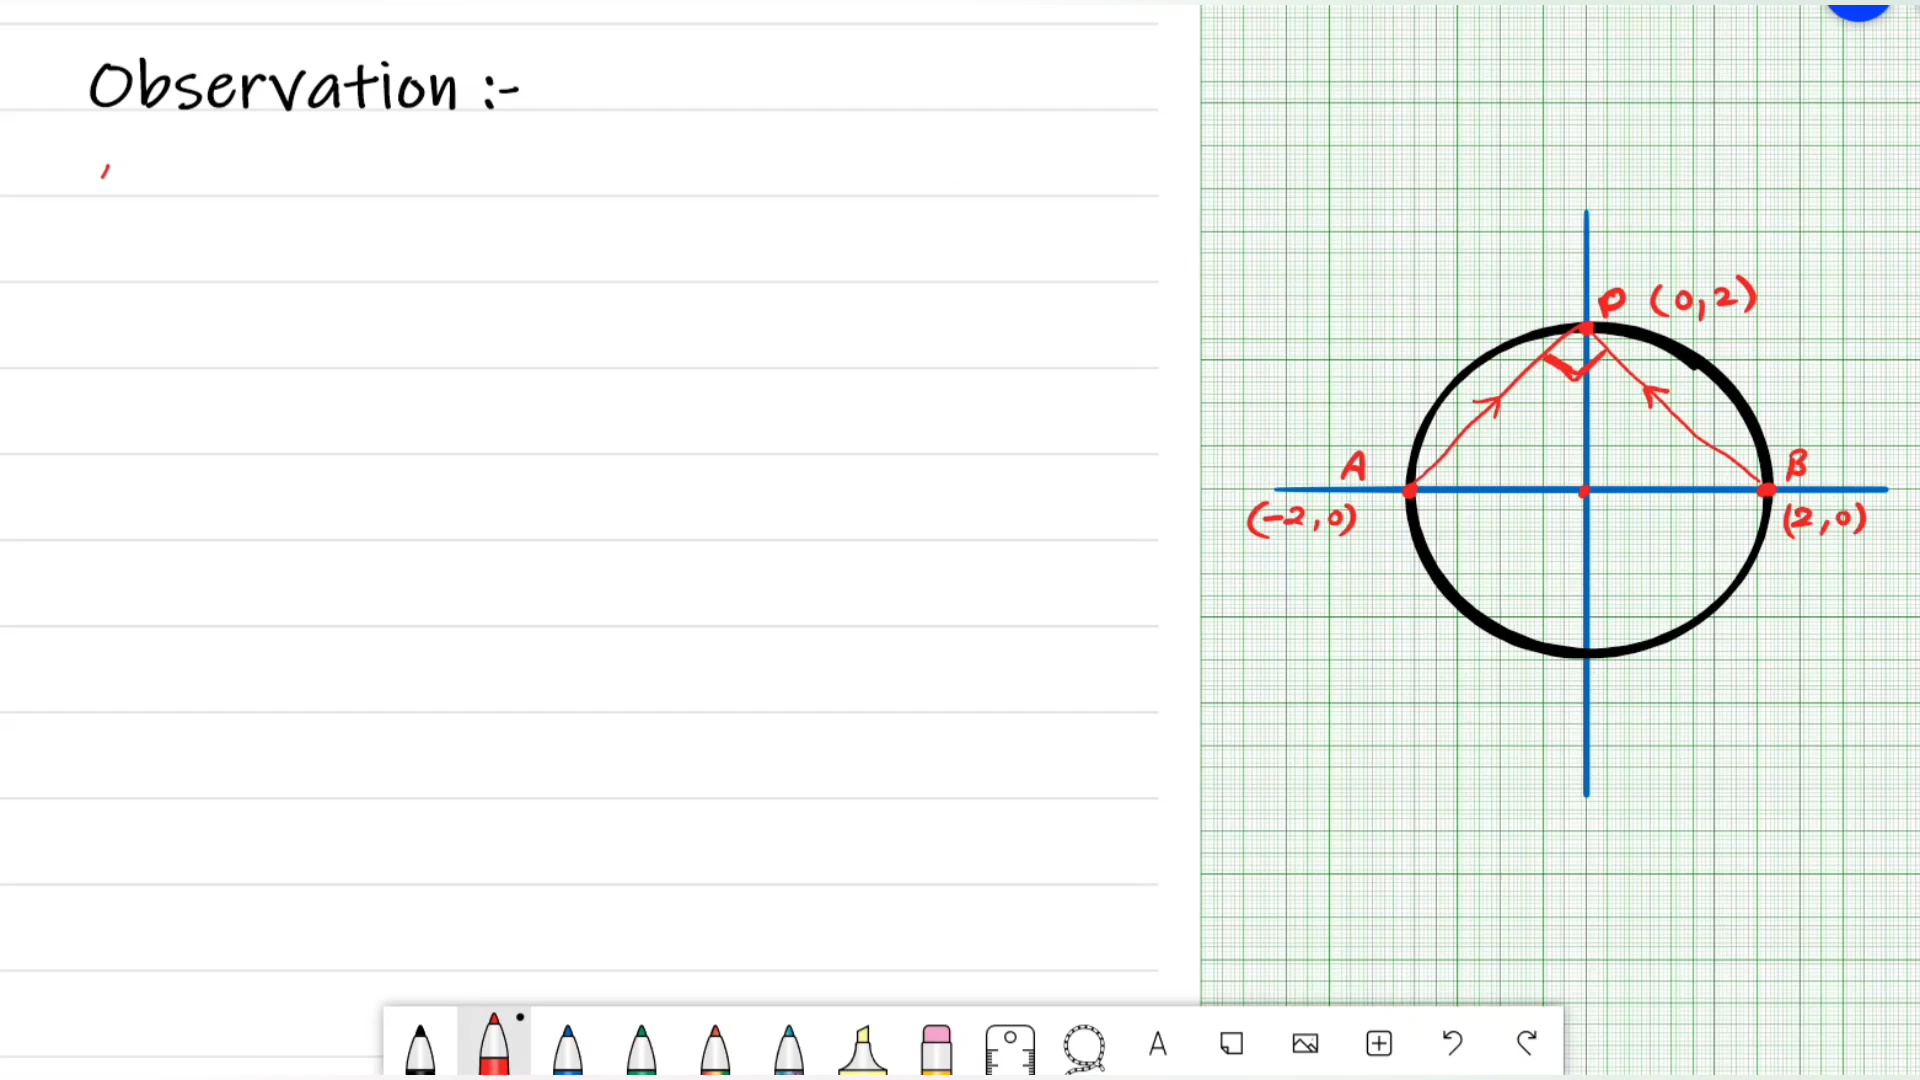 Observation :-
P (0,2)
A
B
(-2,0)
(2,0)
A